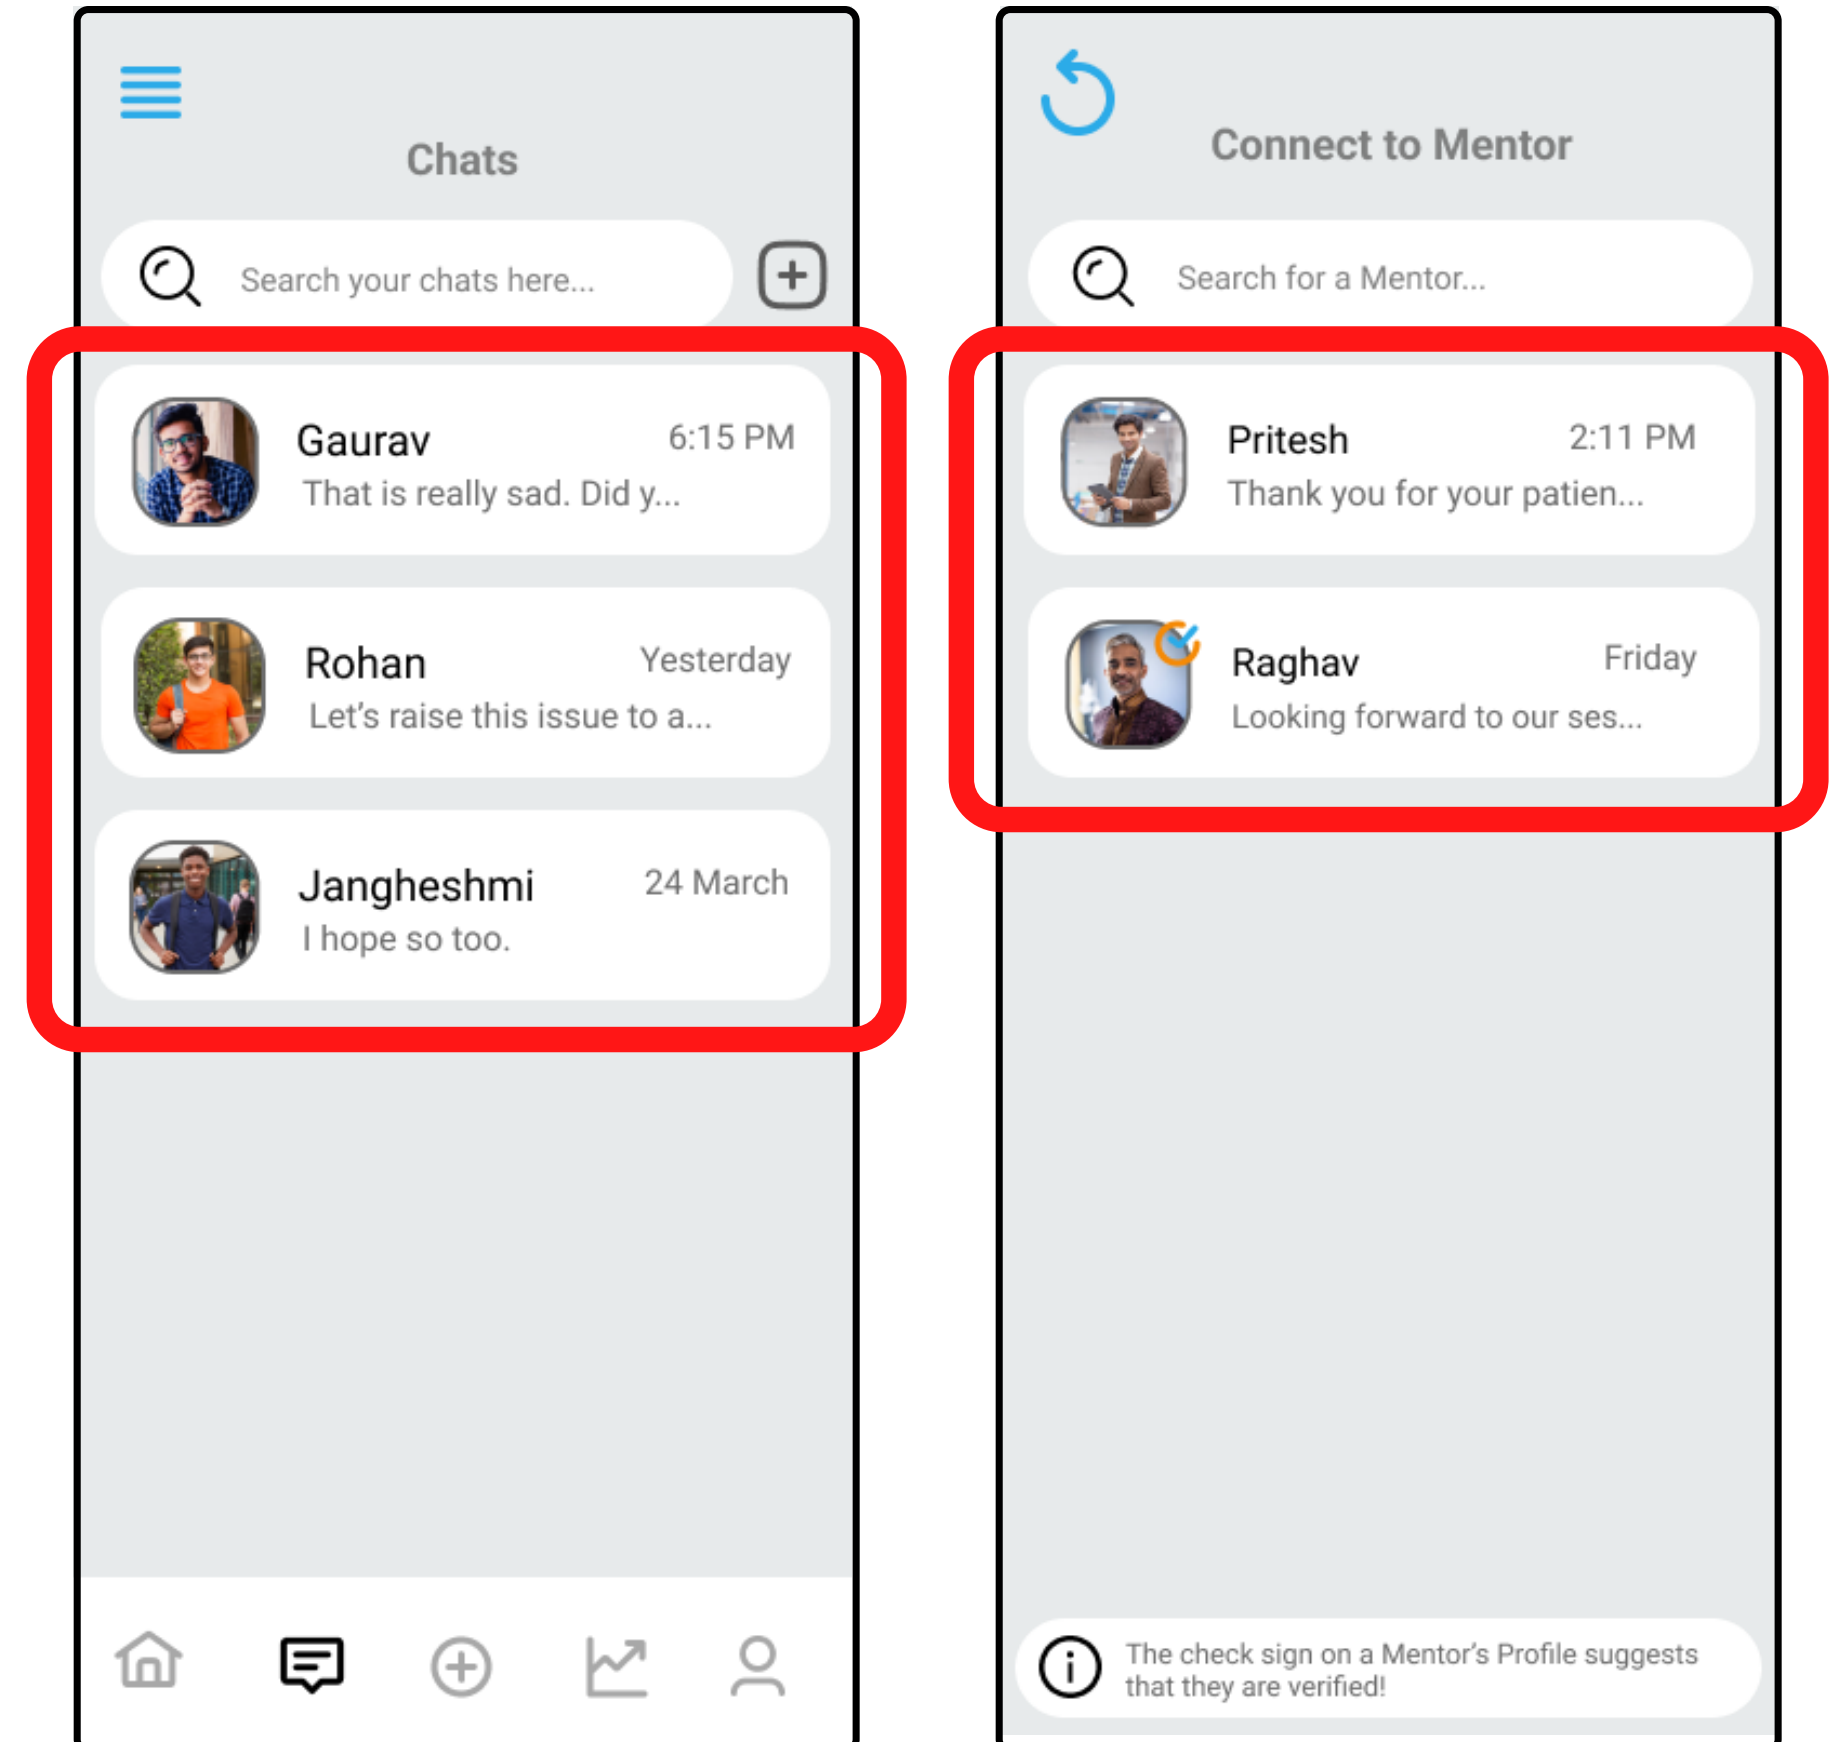 Chats
Search your chats here...
Gaurav
6:15 PM
That is really sad. Did y...
Rohan
Yesterday
Let's raise this issue to a...
Jangheshmi
24 March
I hope so too.
Connect to Mentor
Search for a Mentor...
Pritesh
2:11 PM
Thank you for your patien...
Raghav
Friday
Looking forward to our ses...
The check sign on a Mentor's Profile suggests
that they are verified!